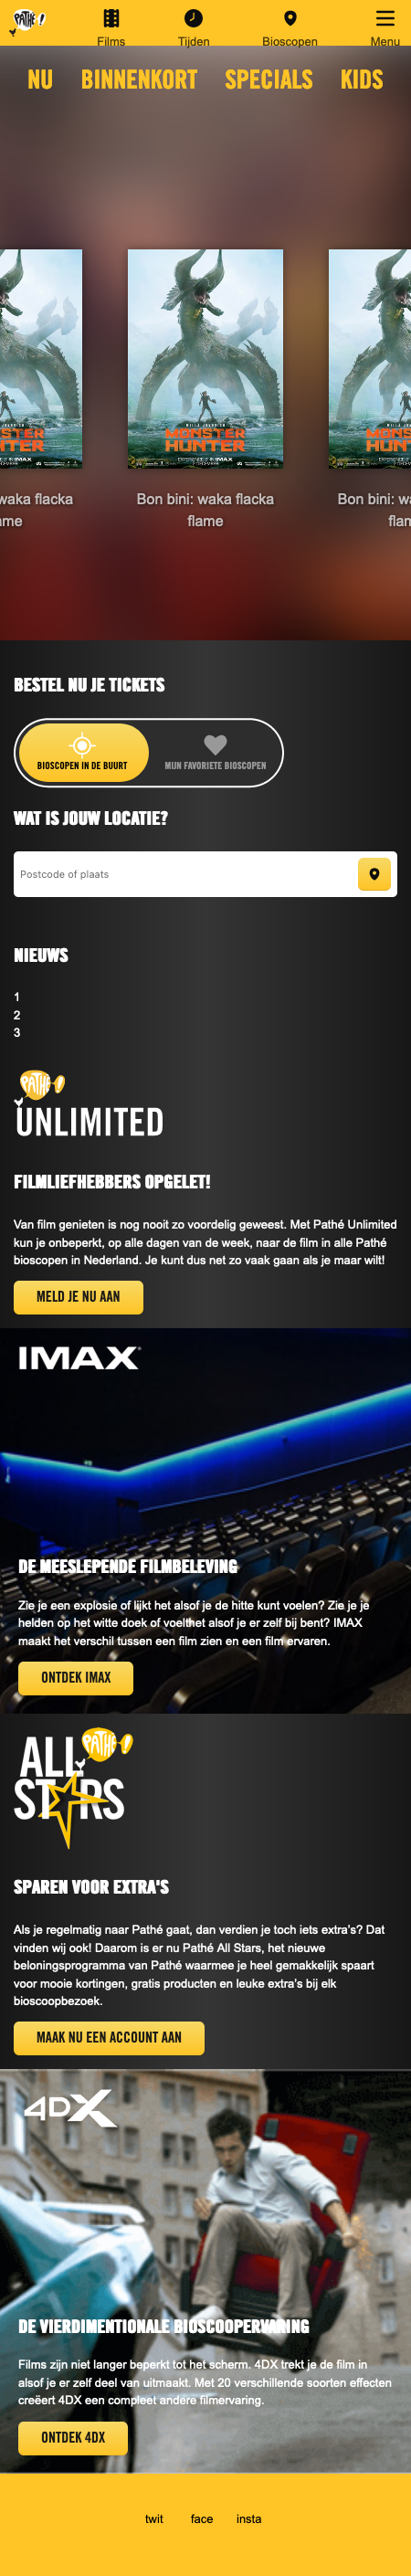 PATHÉ!
Films
Tijden
Bioscopen
Menu
NU
BINNENKORT
SPECIALS
KIDS
MONSTER
HUNTER
MONSTER
HUNTER
waka flacka
Bon bini: waka flacka
flame
BESTEL NU JE TICKETS
BIOSCOPEN IN DE BUURT
MIJN FAVORIETE BIOSCOPEN
WAT IS JOUW LOCATIE?
Postcode of plaats
NIEUWS
1
2
3
PATHÉ!
UNLIMITED
FILMLIEFHEBBERS OPGELET!
Van film genieten is nog nooit zo voordelig geweest. Met Pathé Unlimited
kun je onbeperkt, op alle dagen van de week, naar de film in alle Pathé
bioscopen in Nederland. Je kunt dus net zo vaak gaan als je maar wilt!
MELD JE NU AAN
IMAX®
DE MEESLEPENDE FILMBELEVING
Zie je een explosie of lijkt het alsof je de hitte kunt voelen? Zie je je
helden op het witte doek of voelthet alsof je er zelf bij bent? IMAX
maakt het verschil tussen een film zien en een film ervaren.
ONTDEK IMAX
PATHÉ!
ALL
STARS
SPAREN VOOR EXTRA'S
Als je regelmatig naar Pathé gaat, dan verdien je toch iets extra's? Dat
vinden wij ook! Daarom is er nu Pathé All Stars, het nieuwe
beloningsprogramma van Pathé waarmee je heel gemakkelijk spaart
voor mooie kortingen, gratis producten en leuke extra's bij elk
bioscoopbezoek.
MAAK NU EEN ACCOUNT AAN
4DX
DE VIERDIMENTIONALE BIOSCOOPERVARING
Films zijn niet langer beperkt tot het scherm. 4DX trekt je de film in
alsof je er zelf deel van uitmaakt. Met 20 verschillende soorten effecten
creëert 4DX een compleet andere filmervaring.
ONTDEK 4DX
twit
face
insta